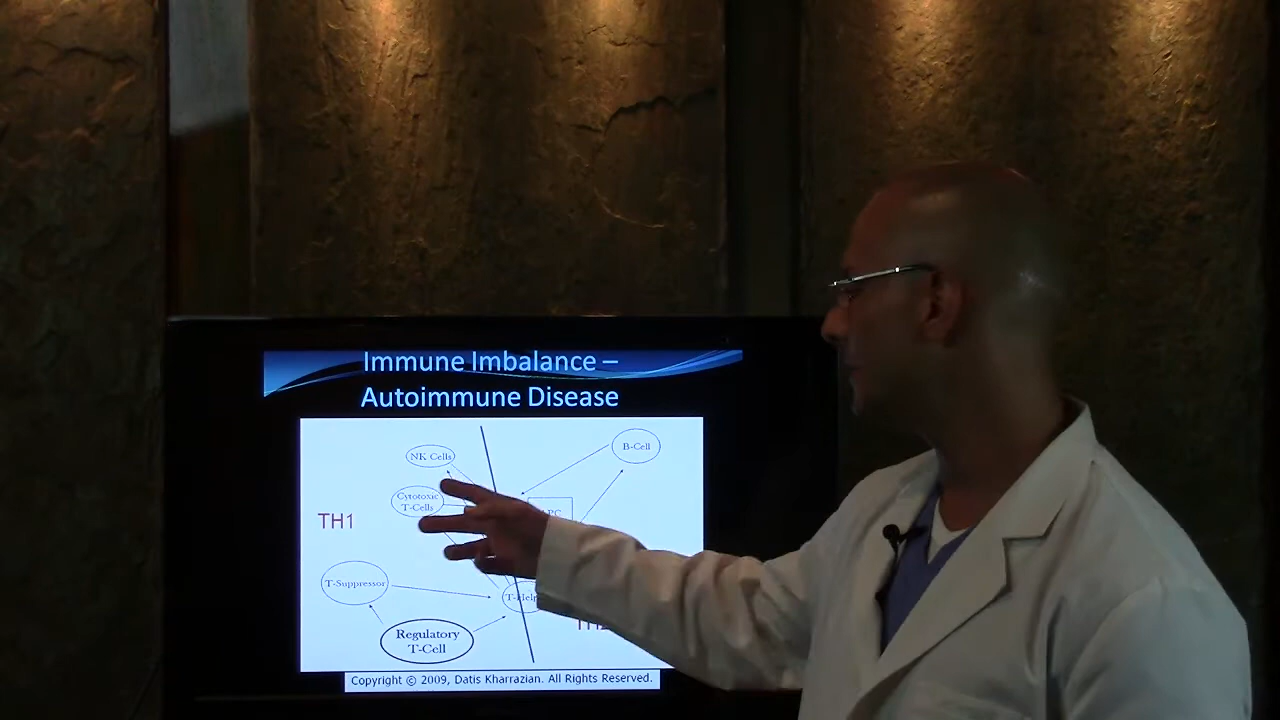 Immune Imbalance –
Autoimmune Disease
NK Cells
B-Cell
Cytotoxic
T-Cells
TH1
T-Suppressor
Regulatory
T-Cell
Copyright © 2009, Datis Kharrazian. All Rights Reserved.